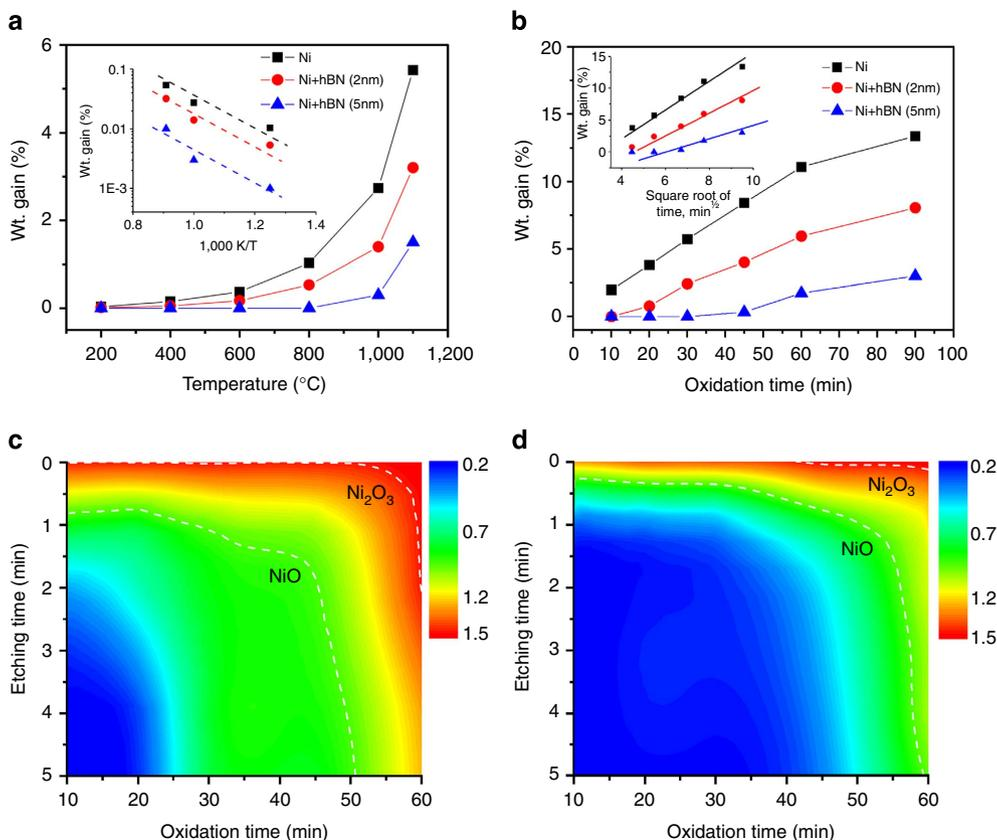 a
6
4
2
0
Wt. gain (%)
200
400
600
800
1,000
1,200
Temperature (°C)
Ni
Ni+hBN (2nm)
Ni+hBN (5nm)
0.1
0.01
1E-3
Wt. gain (%)
0.8
1.0
1.2
1.4
1,000 K/T
b
20
15
10
5
0
Wt. gain (%)
0
10
20
30
40
50
60
70
80
90
100
Oxidation time (min)
Ni
Ni+hBN (2nm)
Ni+hBN (5nm)
15
10
5
0
Wt. gain (%)
4
6
8
10
Square root of
time, min½
c
0
1
2
3
4
5
Etching time (min)
10
20
30
40
50
60
Oxidation time (min)
Ni2O3
NiO
0.2
0.7
1.2
1.5
d
0
1
2
3
4
5
Etching time (min)
10
20
30
40
50
60
Oxidation time (min)
Ni2O3
NiO
0.2
0.7
1.2
1.5